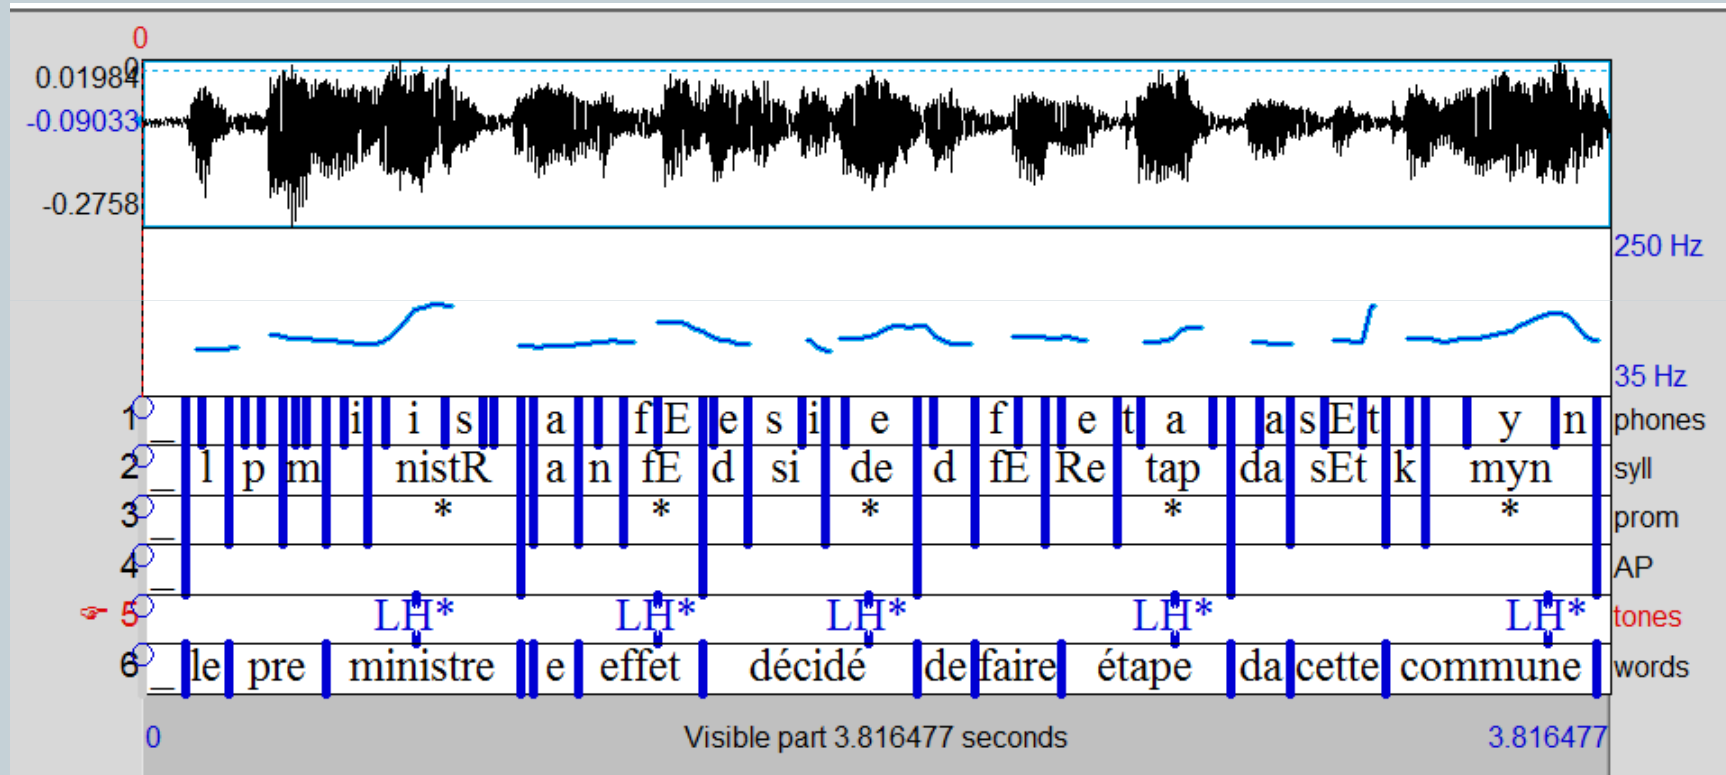 0
0
0.01984
-0.09033
-0.2758
250 Hz
35 Hz
1 _ i i s a f E e s i e f e t a a s E t y n phones
2 _ l p m nistR a n fE d si de d fE Re tap da sEt k myn syll
3 _ * * * * * prom
4 _ AP
☞ 5 LH* LH* LH* LH* LH* tones
6 _ le pre ministre e effet décidé de faire étape da cette commune words
0 Visible part 3.816477 seconds 3.816477